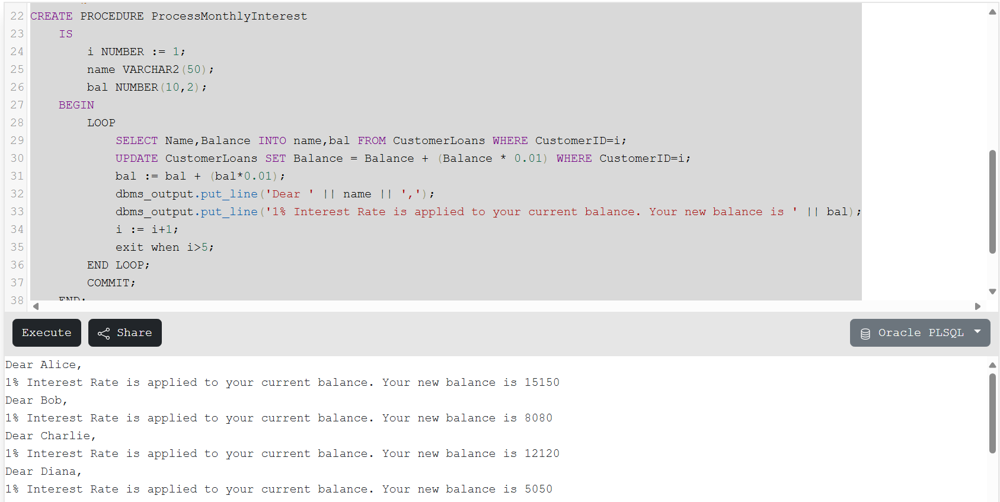 22 CREATE PROCEDURE ProcessMonthlyInterest
23     IS
24         i NUMBER := 1;
25         name VARCHAR2(50);
26         bal NUMBER(10,2);
27     BEGIN
28         LOOP
29             SELECT Name,Balance INTO name,bal FROM CustomerLoans WHERE CustomerID=i;
30             UPDATE CustomerLoans SET Balance = Balance + (Balance * 0.01) WHERE CustomerID=i;
31             bal := bal + (bal*0.01);
32             dbms_output.put_line('Dear ' || name || ',');
33             dbms_output.put_line('1% Interest Rate is applied to your current balance. Your new balance is ' || bal);
34             i := i+1;
35             exit when i>5;
36         END LOOP;
37         COMMIT;
38     END;
Execute Share Oracle PLSQL
Dear Alice,
1% Interest Rate is applied to your current balance. Your new balance is 15150
Dear Bob,
1% Interest Rate is applied to your current balance. Your new balance is 8080
Dear Charlie,
1% Interest Rate is applied to your current balance. Your new balance is 12120
Dear Diana,
1% Interest Rate is applied to your current balance. Your new balance is 5050